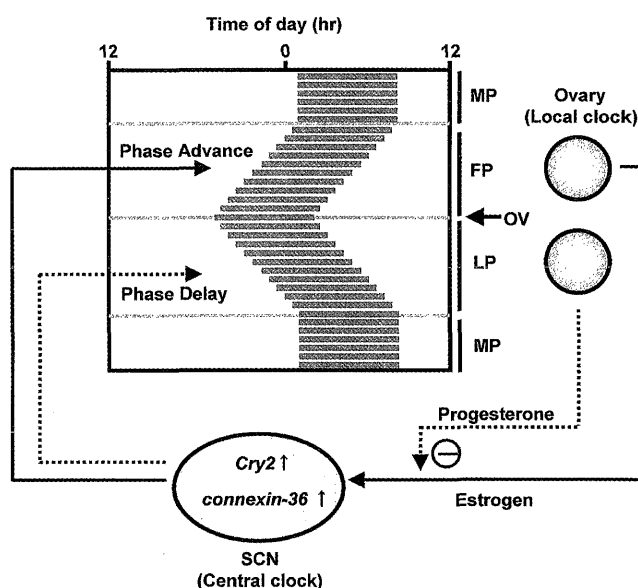 Time of day (hr)
12 0 12
MP
Ovary
(Local clock)
Phase Advance
FP
OV
LP
Phase Delay
MP
Progesterone
−
Cry2 ↑
connexin-36 ↑
Estrogen
SCN
(Central clock)